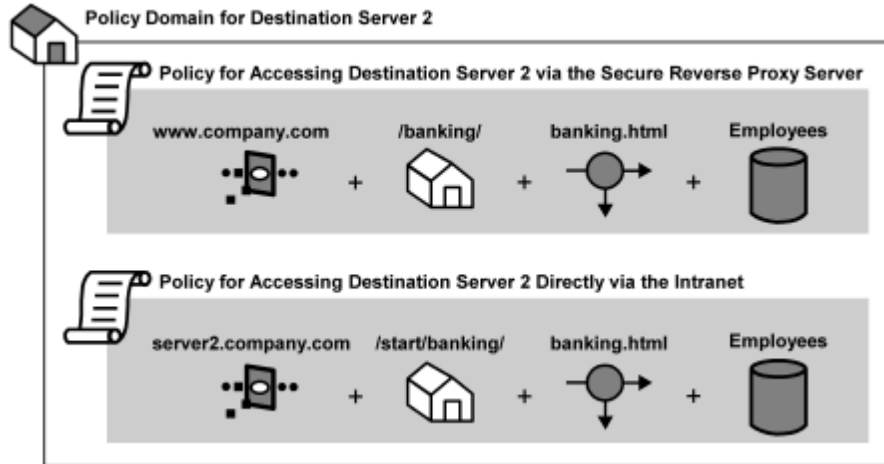 Policy Domain for Destination Server 2
Policy for Accessing Destination Server 2 via the Secure Reverse Proxy Server
www.company.com /banking/ banking.html Employees
+ + +
Policy for Accessing Destination Server 2 Directly via the Intranet
server2.company.com /start/banking/ banking.html Employees
+ + +